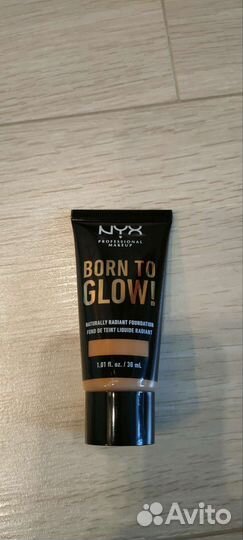 NYX
PROFESSIONAL
MAKEUP
BORN TO
GLOW!
NATURALLY RADIANT FOUNDATION
FOND DE TEINT LIQUIDE RADIANT
1.01 fl. oz. / 30 mL
Avito